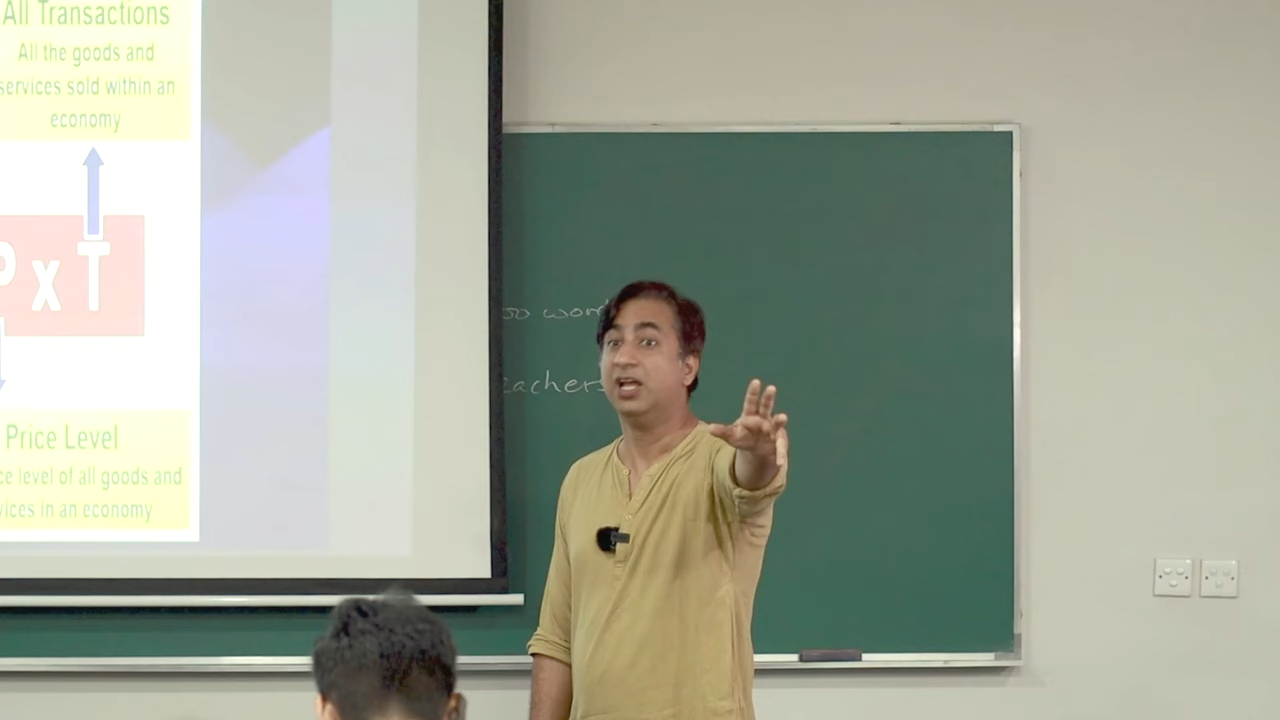 All Transactions
All the goods and
services sold within an
economy
P x T
Price Level
ce level of all goods and
vices in an economy